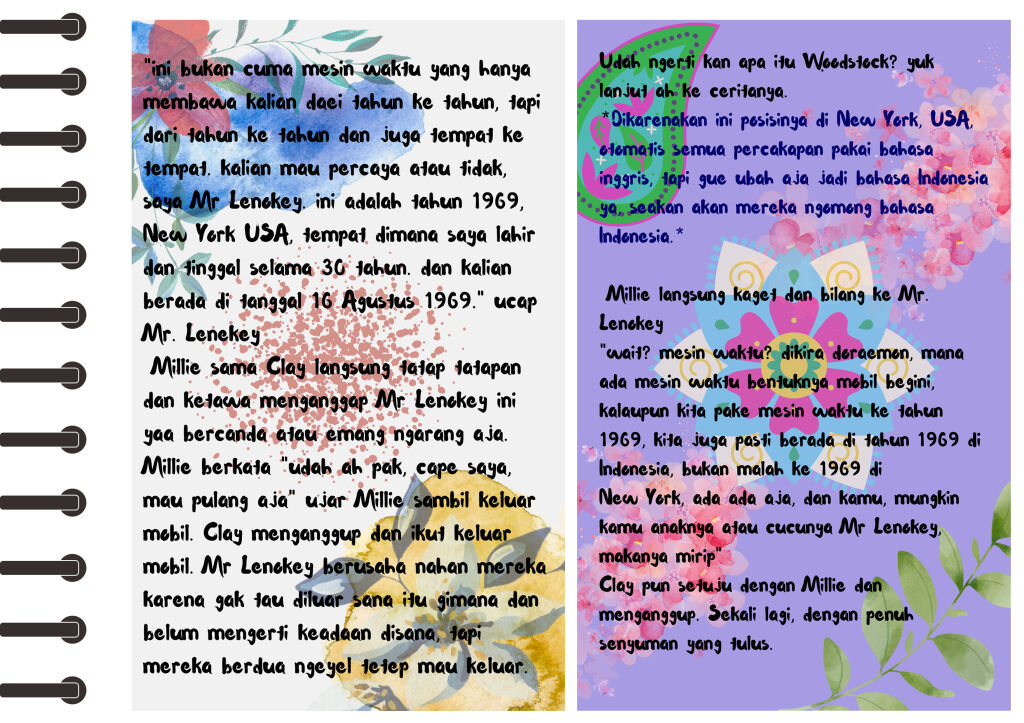 "ini bukan cuma mesin waktu yang hanya
membawa kalian daei tahun ke tahun, tapi
dari tahun ke tahun dan juga tempat ke
tempat. kalian mau percaya atau tidak,
saya Mr Lenokey, ini adalah tahun 1969,
New York USA, tempat dimana saya lahir
dan tinggal selama 30 tahun. dan kalian
berada di tanggal 16 Agustus 1969." ucap
Mr. Lenekey
Millie sama Clay langsung tatap tatapan
dan ketawa menganggap Mr Lenokey ini
yaa bercanda atau emang ngarang aja.
Millie berkata "udah ah pak, cape saya,
mau pulang aja" ujar Millie sambil keluar
mobil. Clay menganggup dan ikut keluar
mobil. Mr Lenokey berusaha nahan mereka
karena gak tau diluar sana itu gimana dan
belum mengerti keadaan disana, tapi
mereka berdua ngeyel tetep mau keluar.
Udah ngerti kan apa itu Woodstock? yuk
lanjut ah ke ceritanya.
*Dikarenakan ini posisinya di New York, USA,
otomatis semua percakapan pakai bahasa
inggris, tapi gue ubah aja jadi bahasa Indonesia
ya, seakan akan mereka ngomong bahasa
Indonesia.*
Millie langsung kaget dan bilang ke Mr.
Lenokey
"wait? mesin waktu? dikira doraemon, mana
ada mesin waktu bentuknya mobil begini,
kalaupun kita pake mesin waktu ke tahun
1969, kita juga pasti berada di tahun 1969 di
Indonesia, bukan malah ke 1969 di
New York, ada ada aja, dan kamu, mungkin
kamu anaknya atau cucunya Mr Lenokey,
makanya mirip"
Clay pun setuju dengan Millie dan
menganggup. Sekali lagi, dengan penuh
senyuman yang tulus.